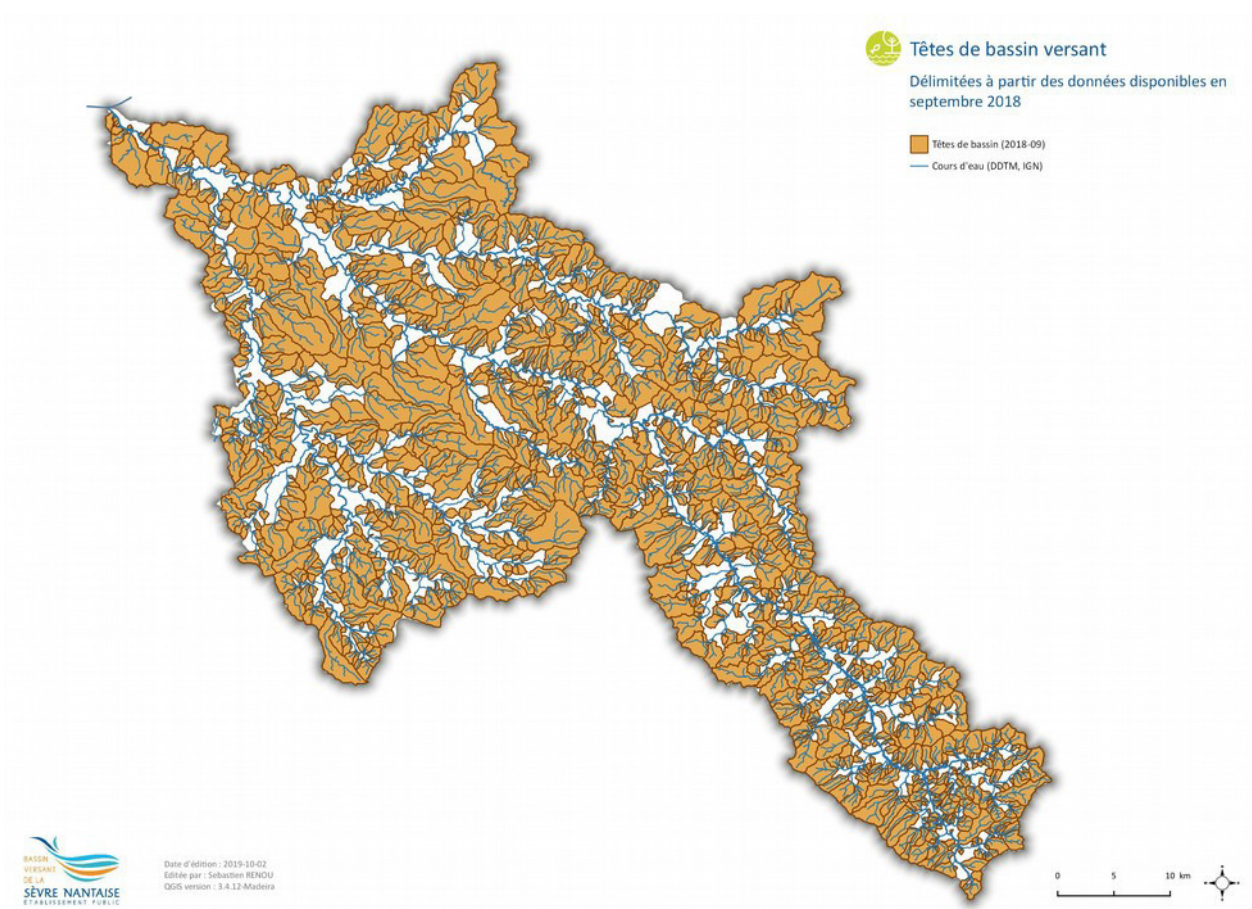 Têtes de bassin versant
Délimitées à partir des données disponibles en
septembre 2018
Têtes de bassin (2018-09)
Cours d'eau (DDTM, IGN)
BASSIN
VERSANT
DE LA
SÈVRE NANTAISE
ÉTABLISSEMENT PUBLIC
Date d'édition : 2019-10-02
Editée par : Sebastien RENOU
QGIS version : 3.4.12-Madeira
0 5 10 km